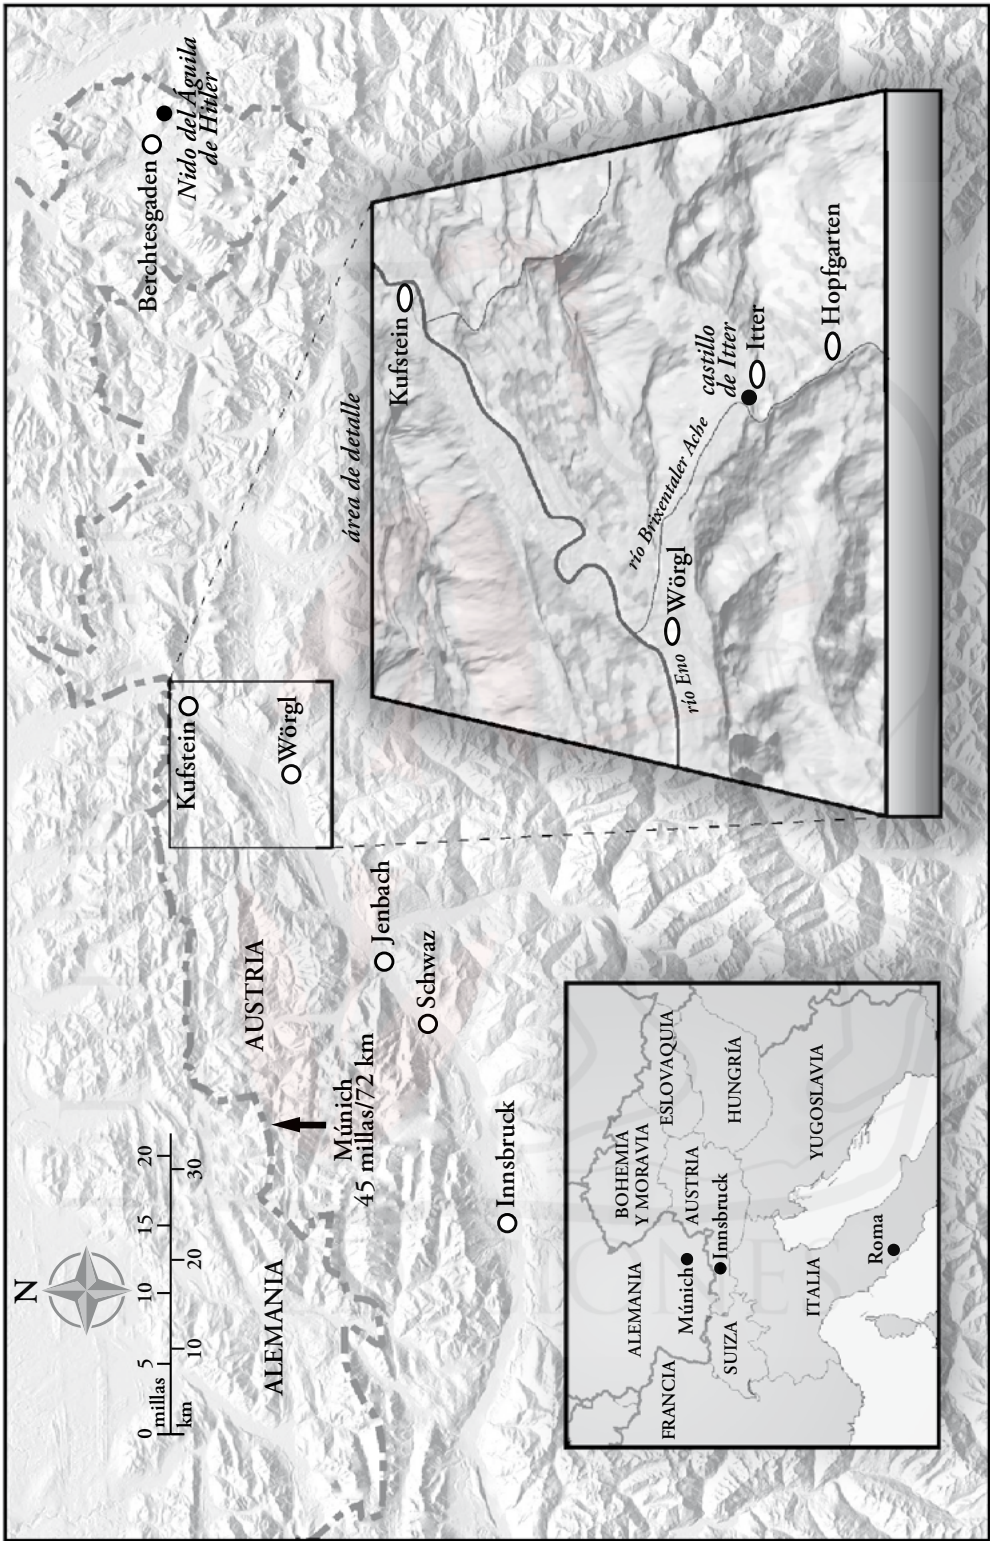 N
0 5 10 15 20
millas
km 10 20 30
ALEMANIA
Múnich
45 millas/72 km
AUSTRIA
Innsbruck
Schwaz
Jenbach
Kufstein
Wörgl
Berchtesgaden
Nido del Águila
de Hitler
área de detalle
Kufstein
río Eno
Wörgl
río Brixentaler Ache
castillo
de Itter
Itter
Hopfgarten
FRANCIA
ALEMANIA
BOHEMIA
Y MORAVIA
ESLOVAQUIA
Múnich
AUSTRIA
Innsbruck
SUIZA
HUNGRÍA
ITALIA
YUGOSLAVIA
Roma